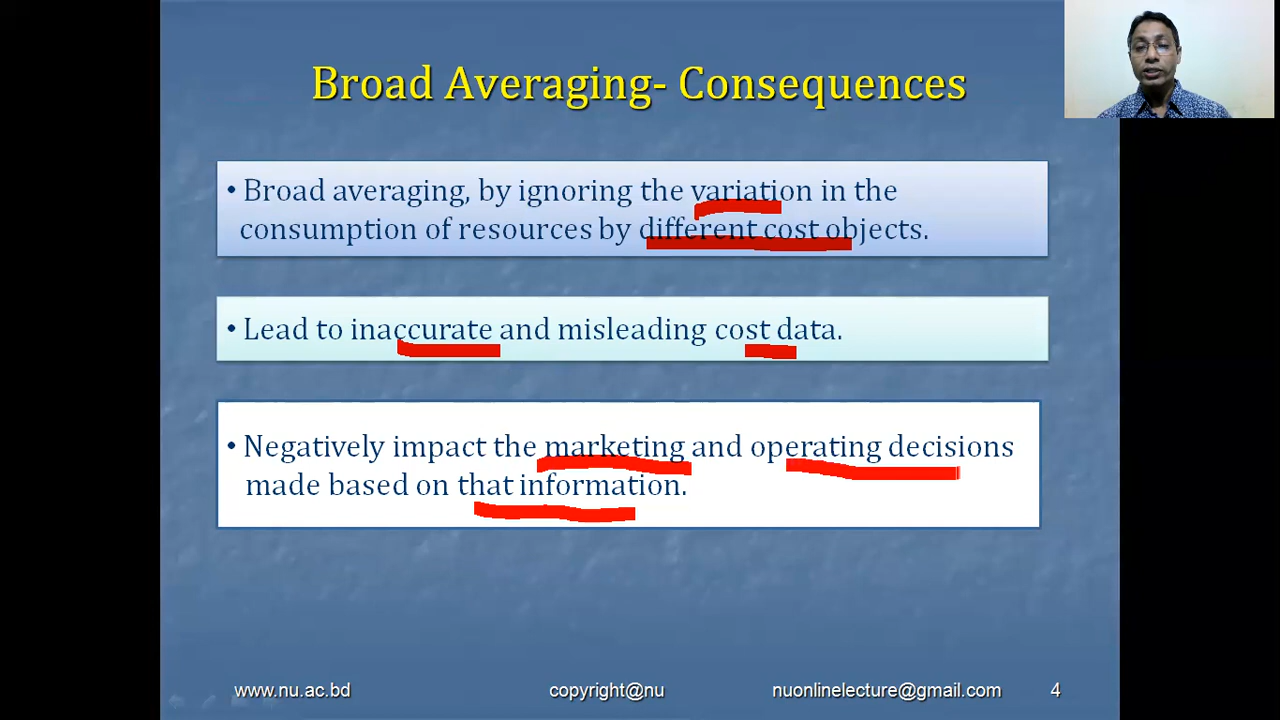 Broad Averaging- Consequences
• Broad averaging, by ignoring the variation in the
consumption of resources by different cost objects.
• Lead to inaccurate and misleading cost data.
• Negatively impact the marketing and operating decisions
made based on that information.
www.nu.ac.bd copyright@nu nuonlinelecture@gmail.com 4